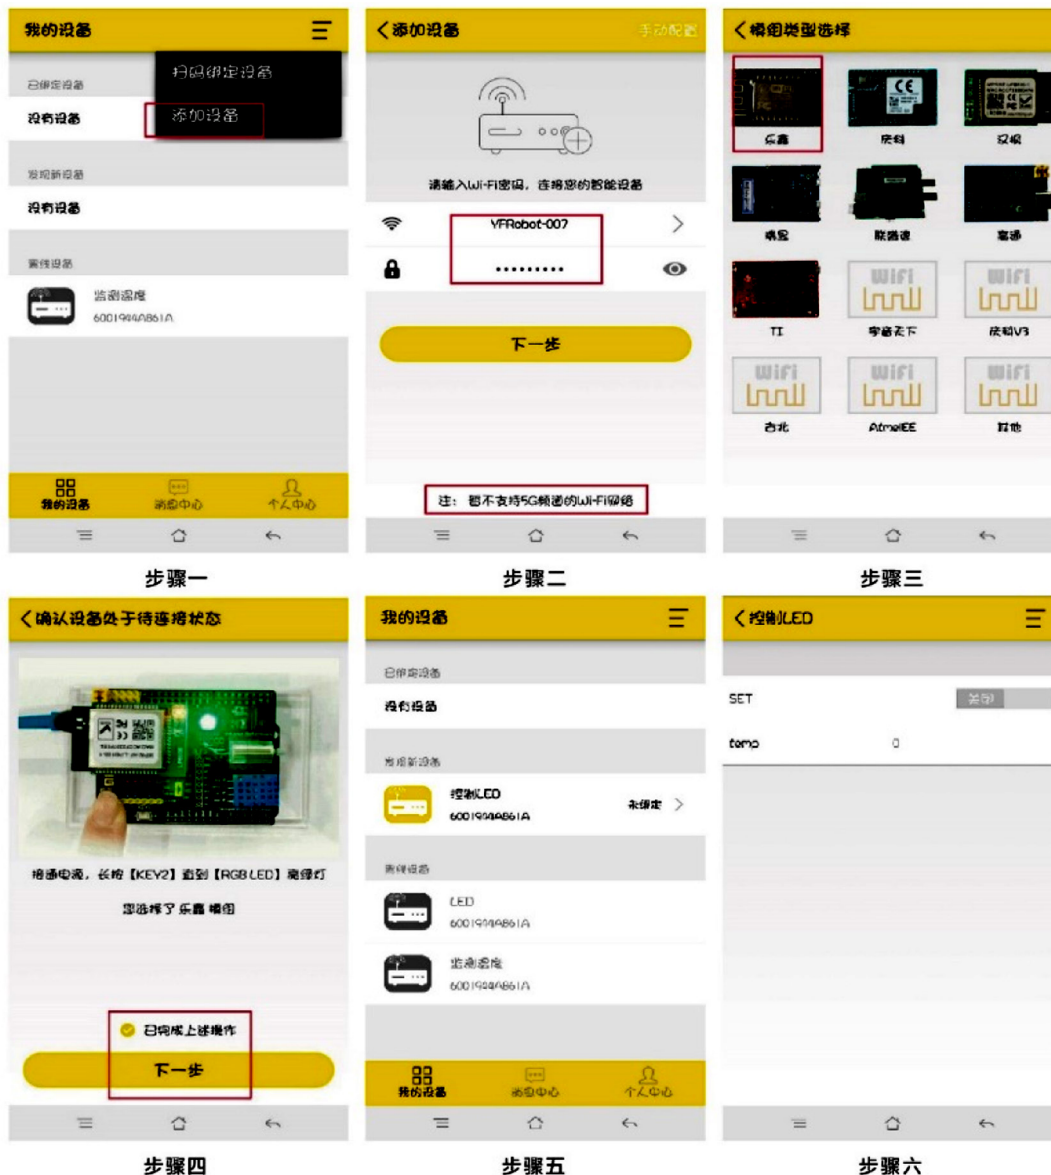 我的设备
扫码绑定设备
已绑定设备
添加设备
没有设备
发现新设备
没有设备
离线设备
监测温度
6001944A861A
我的设备
消息中心
个人中心
步骤一
添加设备
手动配置
请输入Wi-Fi密码，连接您的智能设备
YFRobot-007
•••••••••
下一步
注： 暂不支持5G频道的Wi-Fi网络
步骤二
模组类型选择
乐鑫
庆科
汉枫
联盛德
高通
TI
宇音天下
庆科V3
古北
AtmelEE
其他
步骤三
确认设备处于待连接状态
接通电源，长按【KEY2】直到【RGB LED】亮绿灯
您选择了 乐鑫 模组
已完成上述操作
下一步
步骤四
我的设备
已绑定设备
没有设备
发现新设备
控制LED
6001944A861A
未绑定
离线设备
LED
6001944A861A
监测温度
6001944A861A
我的设备
消息中心
个人中心
步骤五
控制LED
SET
关闭
temp
0
步骤六